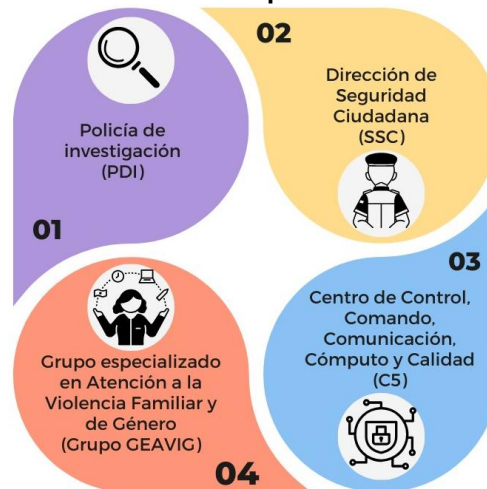 01
Policía de
investigación
(PDI)
02
Dirección de
Seguridad
Ciudadana
(SSC)
03
Centro de Control,
Comando,
Comunicación,
Cómputo y Calidad
(C5)
Grupo especializado
en Atención a la
Violencia Familiar y
de Género
(Grupo GEAVIG)
04